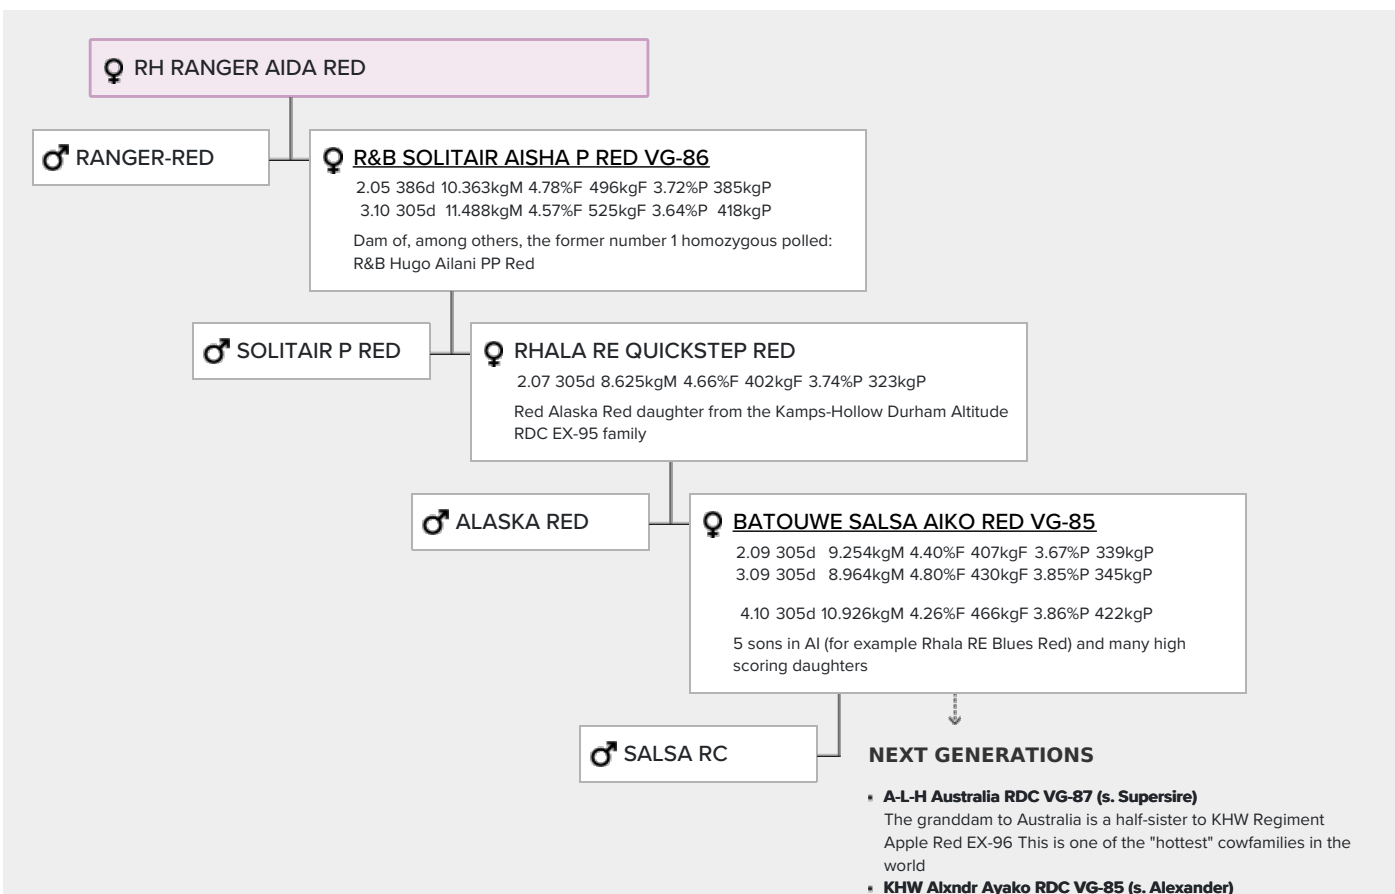 RH RANGER AIDA RED
RANGER-RED
R&B SOLITAIR AISHA P RED VG-86
2.05 386d 10.363kgM 4.78%F 496kgF 3.72%P 385kgP
3.10 305d 11.488kgM 4.57%F 525kgF 3.64%P 418kgP
Dam of, among others, the former number 1 homozygous polled:
R&B Hugo Ailani PP Red
SOLITAIR P RED
RHALA RE QUICKSTEP RED
2.07 305d 8.625kgM 4.66%F 402kgF 3.74%P 323kgP
Red Alaska Red daughter from the Kamps-Hollow Durham Altitude
RDC EX-95 family
ALASKA RED
BATOUWE SALSA AIKO RED VG-85
2.09 305d 9.254kgM 4.40%F 407kgF 3.67%P 339kgP
3.09 305d 8.964kgM 4.80%F 430kgF 3.85%P 345kgP
4.10 305d 10.926kgM 4.26%F 466kgF 3.86%P 422kgP
5 sons in AI (for example Rhala RE Blues Red) and many high
scoring daughters
SALSA RC
NEXT GENERATIONS
A-L-H Australia RDC VG-87 (s. Supersire)
The granddam to Australia is a half-sister to KHW Regiment
Apple Red EX-96 This is one of the "hottest" cowfamilies in the
world
KHW Alxndr Ayako RDC VG-85 (s. Alexander)